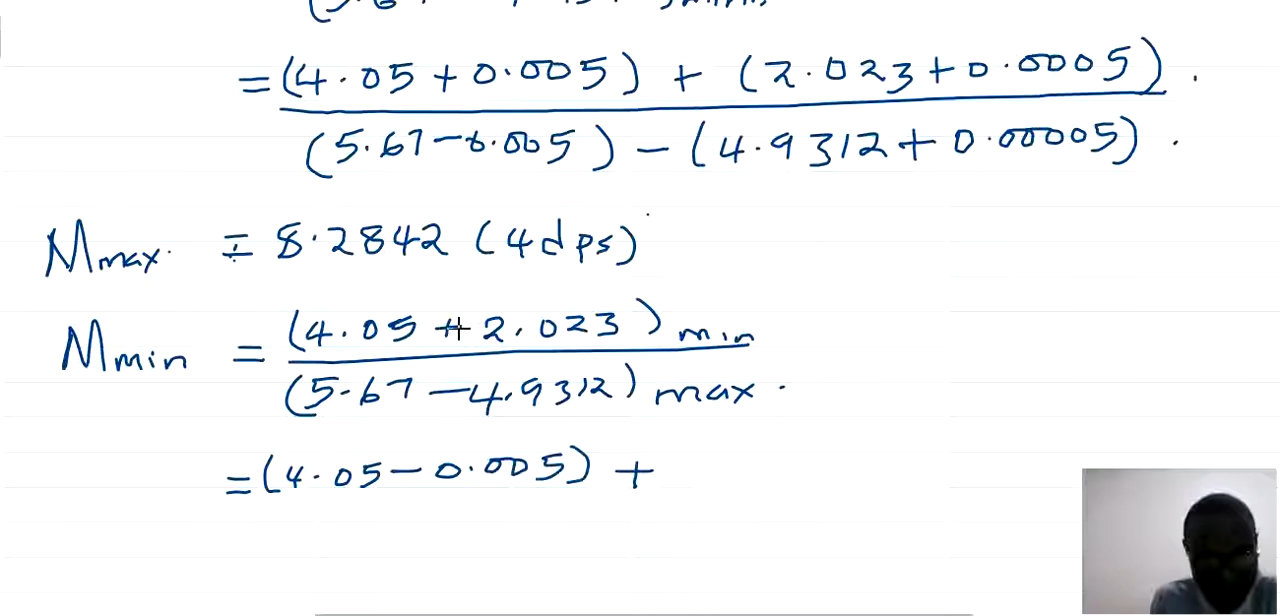 = (4.05 + 0.005) + (2.023 + 0.0005) .
(5.67 - 0.005) - (4.9312 + 0.00005) .
Mmax = 8.2842 (4dps)
Mmin = (4.05 + 2.023) min
(5.67 - 4.9312) max .
= (4.05 - 0.005) +